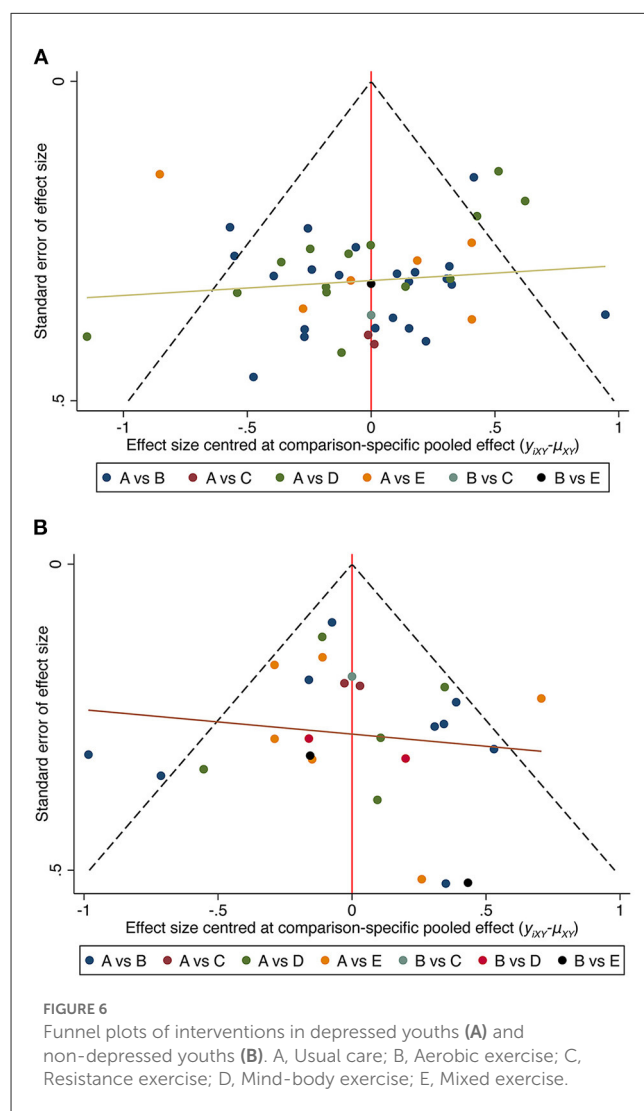 A
0
Standard error of effect size
.5
-1 -.5 0 .5 1
Effect size centred at comparison-specific pooled effect (yiXY-μXY)
A vs B A vs C A vs D A vs E B vs C B vs E
B
0
Standard error of effect size
.5
-1 -.5 0 .5 1
Effect size centred at comparison-specific pooled effect (yiXY-μXY)
A vs B A vs C A vs D A vs E B vs C B vs D B vs E
FIGURE 6
Funnel plots of interventions in depressed youths (A) and
non-depressed youths (B). A, Usual care; B, Aerobic exercise; C,
Resistance exercise; D, Mind-body exercise; E, Mixed exercise.